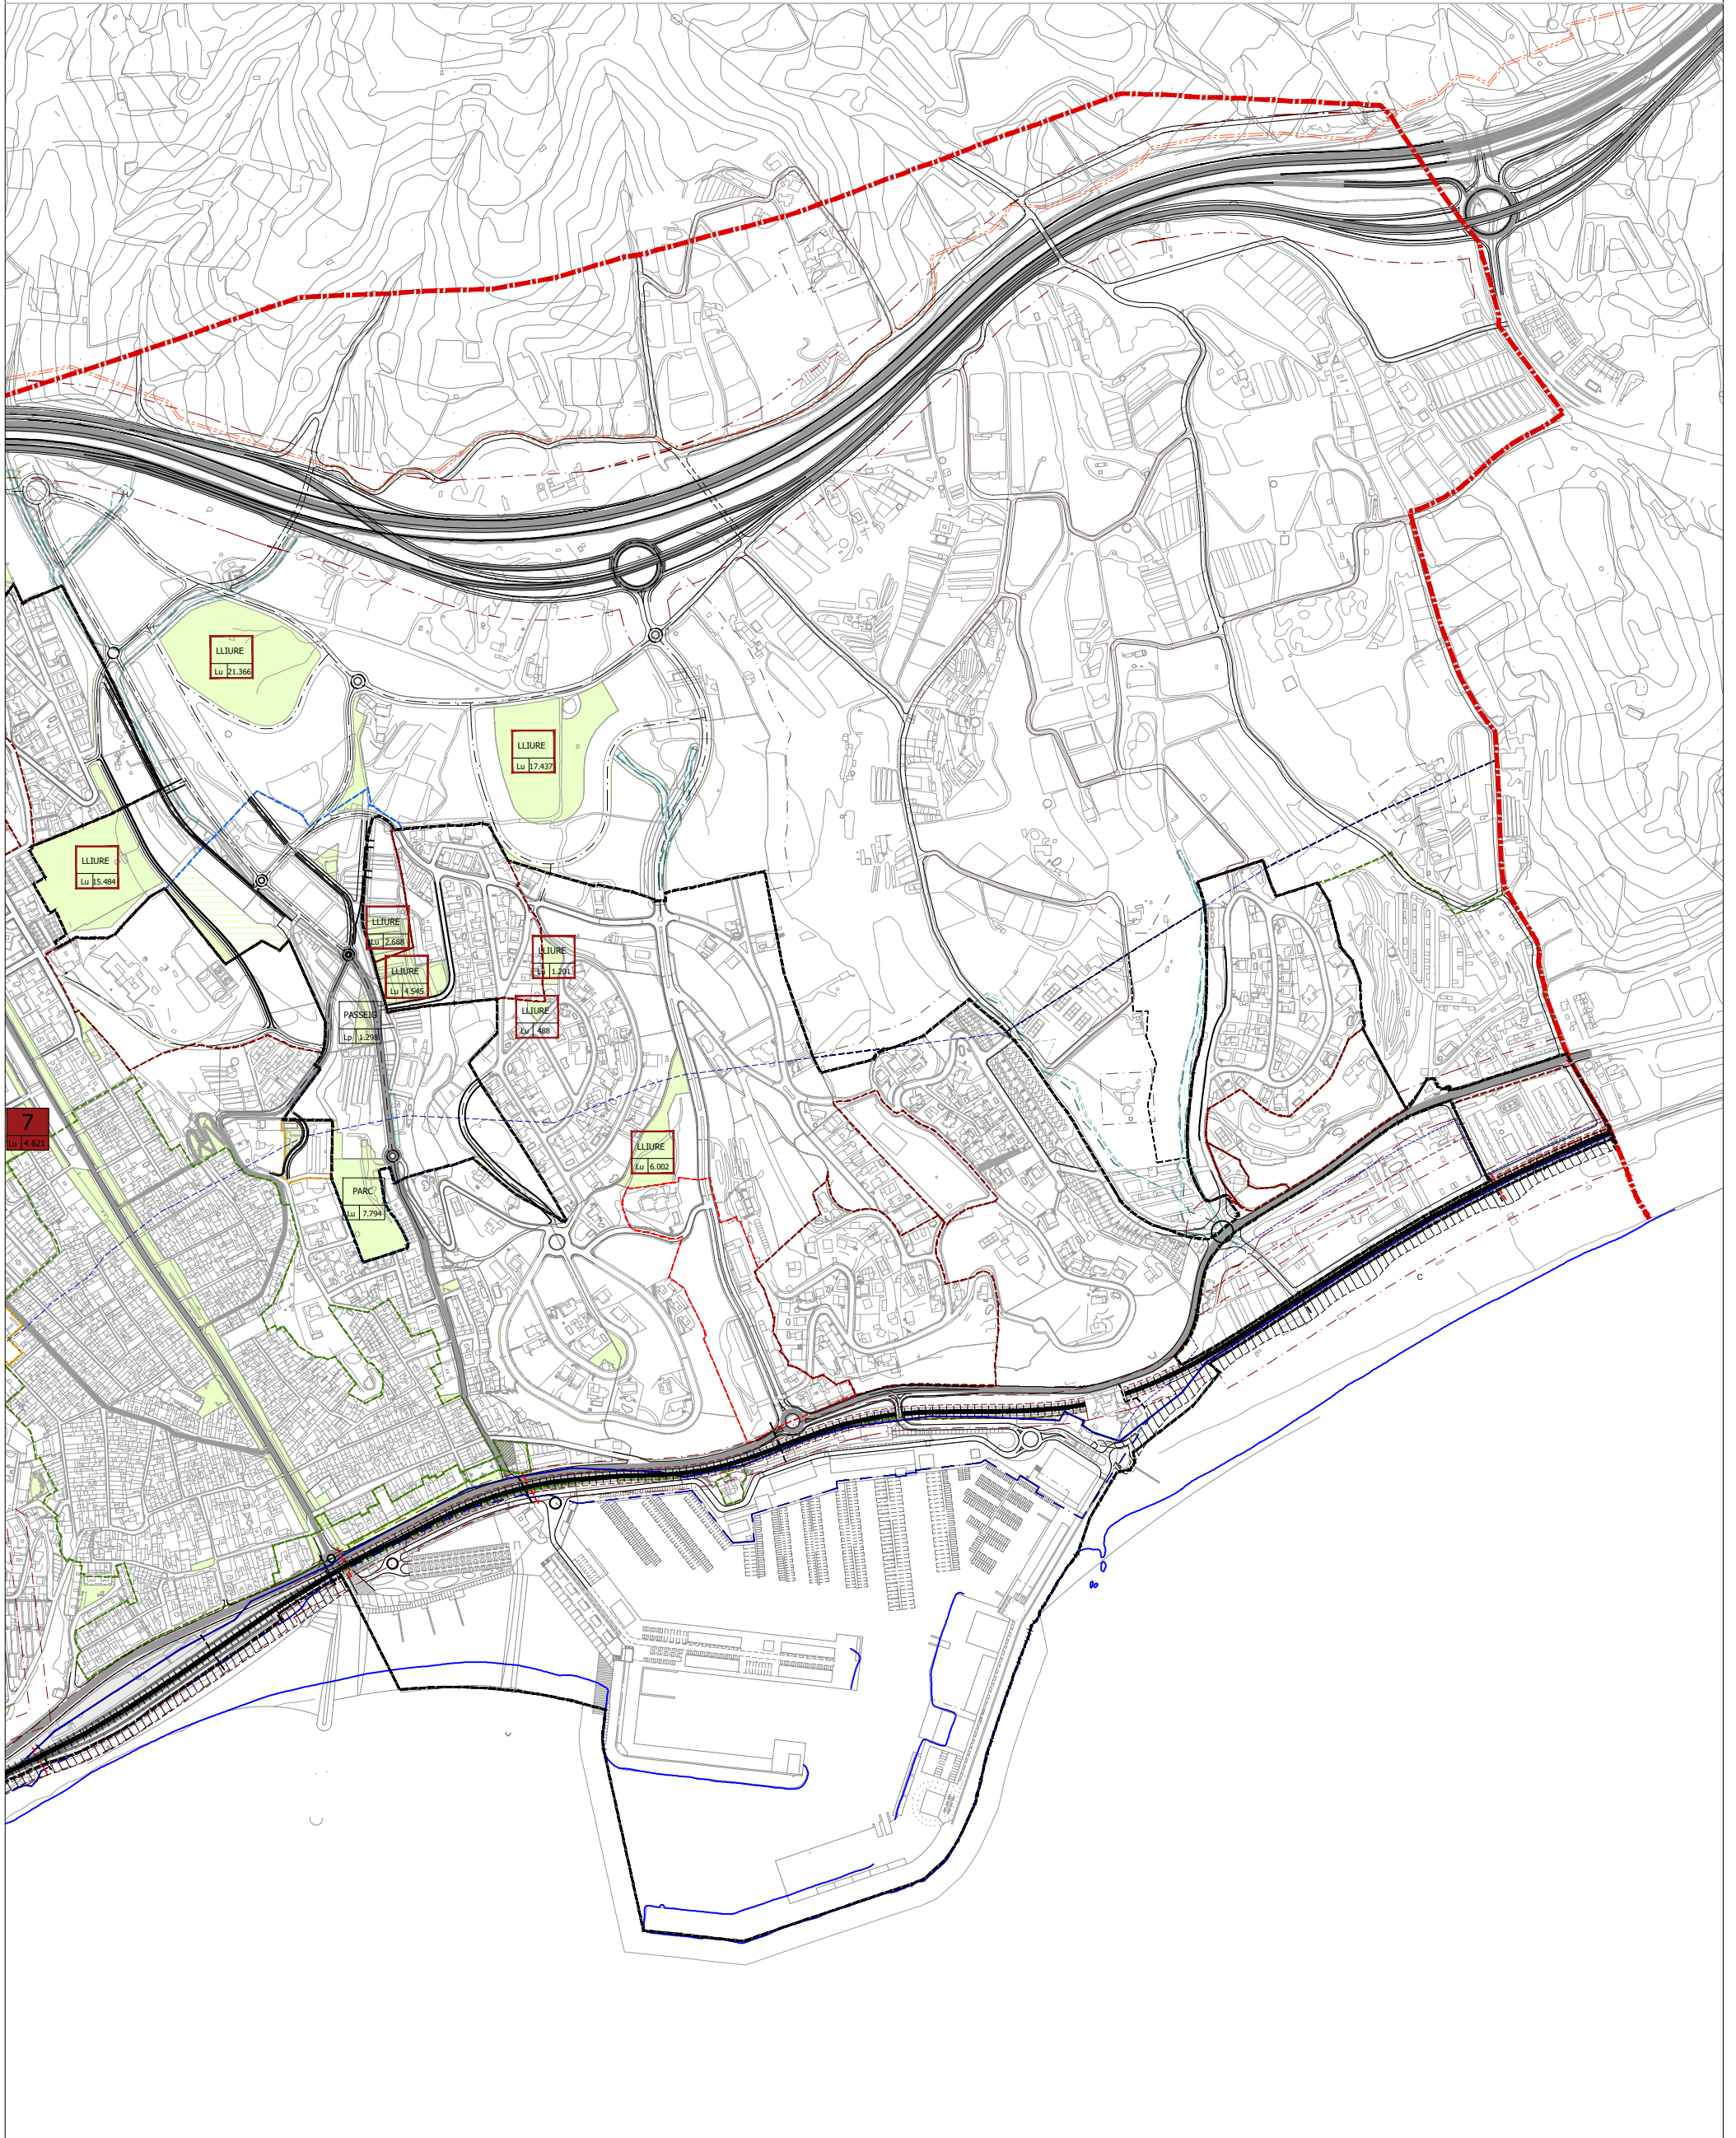 LLIURE
Lu 21.366
LLIURE
Lu 17.437
LLIURE
Lu 15.484
LLIURE
Lu 2.688
LLIURE
Lu 1.201
LLIURE
Lu 4.545
LLIURE
Lu 488
PASSEIG
Lp 1.298
7
Lu 4.621
LLIURE
Lu 6.002
PARC
Lu 7.794
C